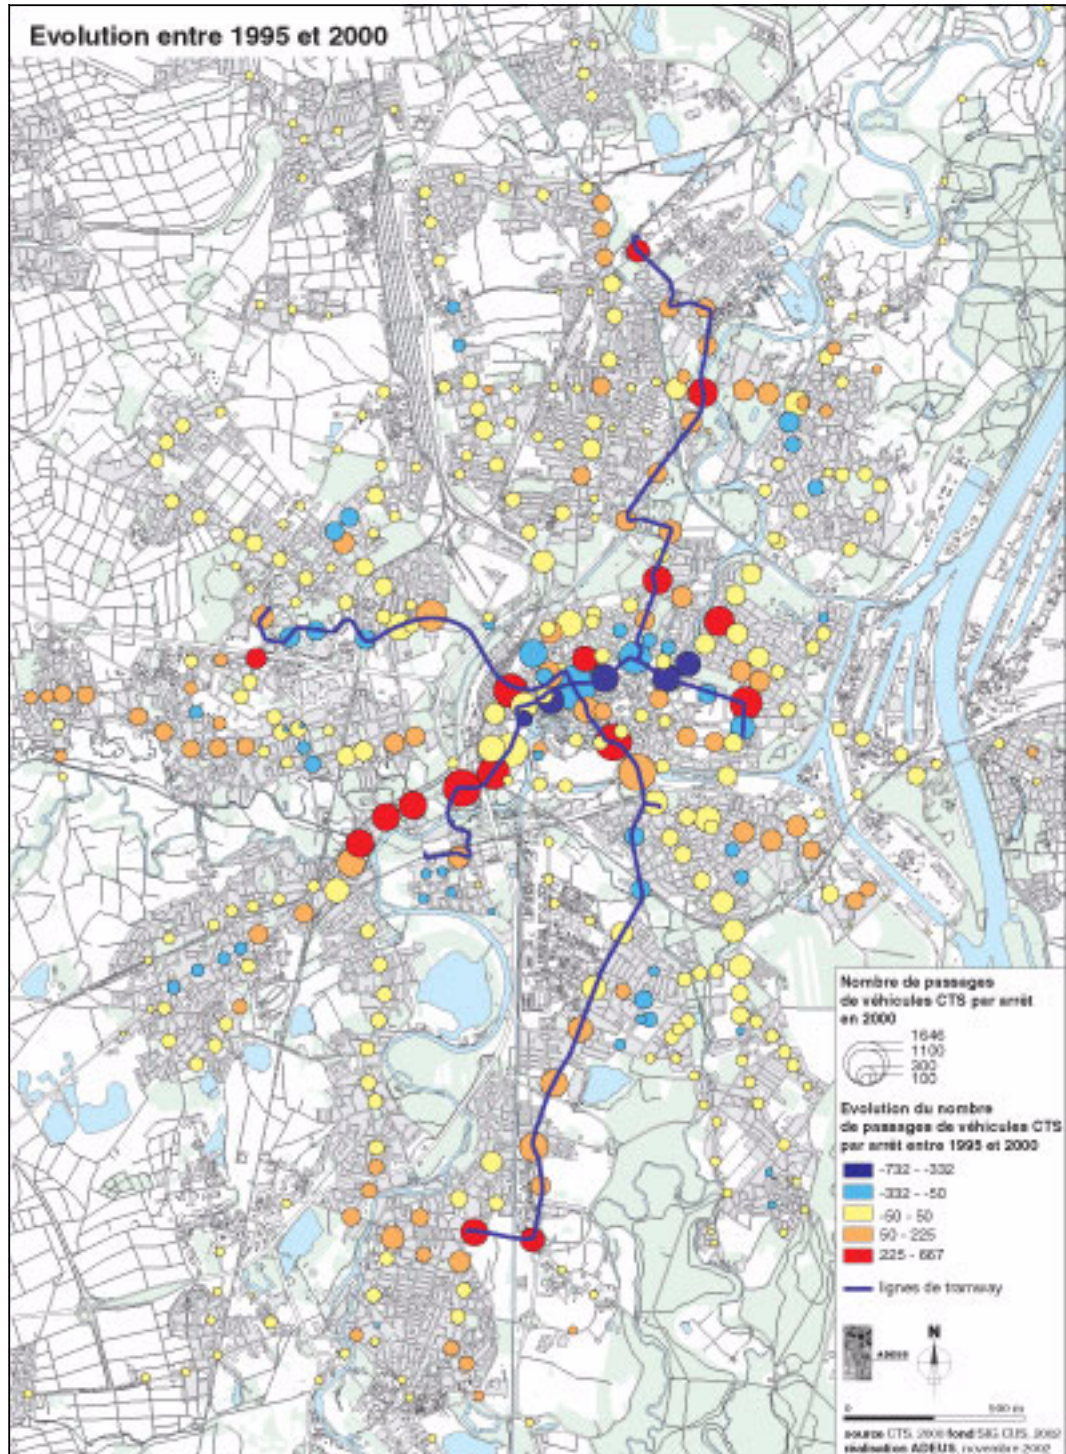 Evolution entre 1995 et 2000
Nombre de passages
de véhicules CTS par arrêt
en 2000
1646
1100
300
100
Evolution du nombre
de passages de véhicules CTS
par arrêt entre 1995 et 2000
-732 - -332
-332 - -50
-50 - 50
50 - 225
225 - 667
lignes de tramway
ADEUS
N
0 500 m
source CTS, 2000 fond SIG CUS, 2002
réalisation ADEUS, novembre 2002